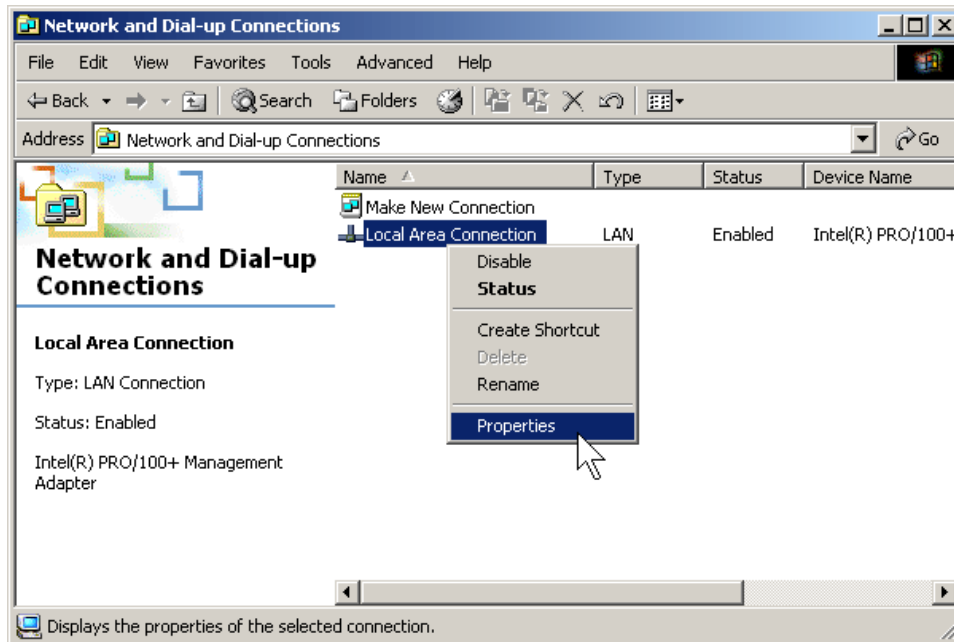 Network and Dial-up Connections
File Edit View Favorites Tools Advanced Help
Back Search Folders
Address Network and Dial-up Connections Go
Name Type Status Device Name
Make New Connection
Local Area Connection LAN Enabled Intel(R) PRO/100+
Network and Dial-up
Connections
Local Area Connection
Type: LAN Connection
Status: Enabled
Intel(R) PRO/100+ Management
Adapter
Disable
Status
Create Shortcut
Delete
Rename
Properties
Displays the properties of the selected connection.